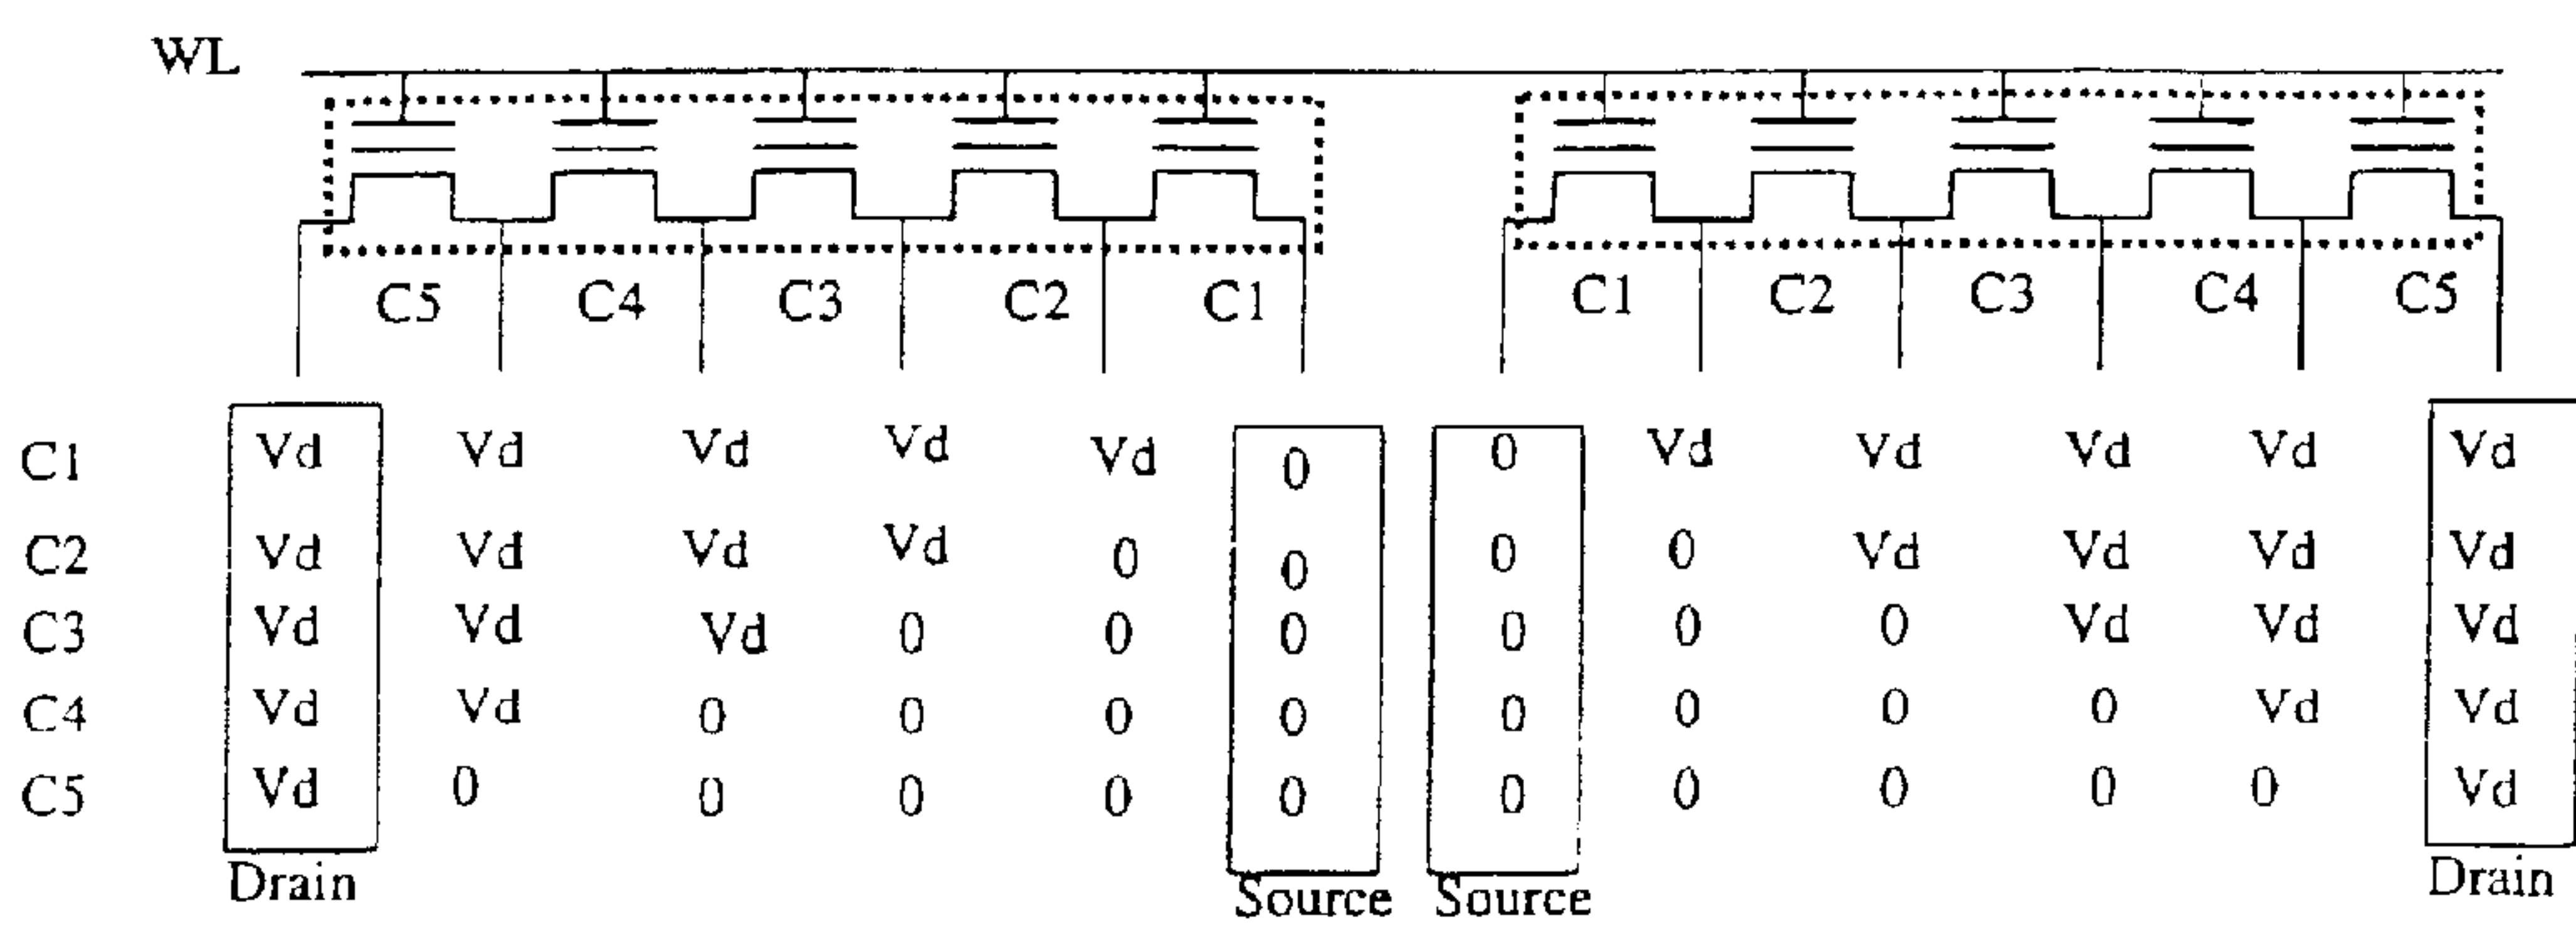 WL
C5 C4 C3 C2 C1 C1 C2 C3 C4 C5
C1 Vd Vd Vd Vd Vd 0 0 Vd Vd Vd Vd Vd
C2 Vd Vd Vd Vd 0 0 0 0 Vd Vd Vd Vd
C3 Vd Vd Vd 0 0 0 0 0 0 Vd Vd Vd
C4 Vd Vd 0 0 0 0 0 0 0 0 Vd Vd
C5 Vd 0 0 0 0 0 0 0 0 0 0 Vd
Drain Source Source Drain